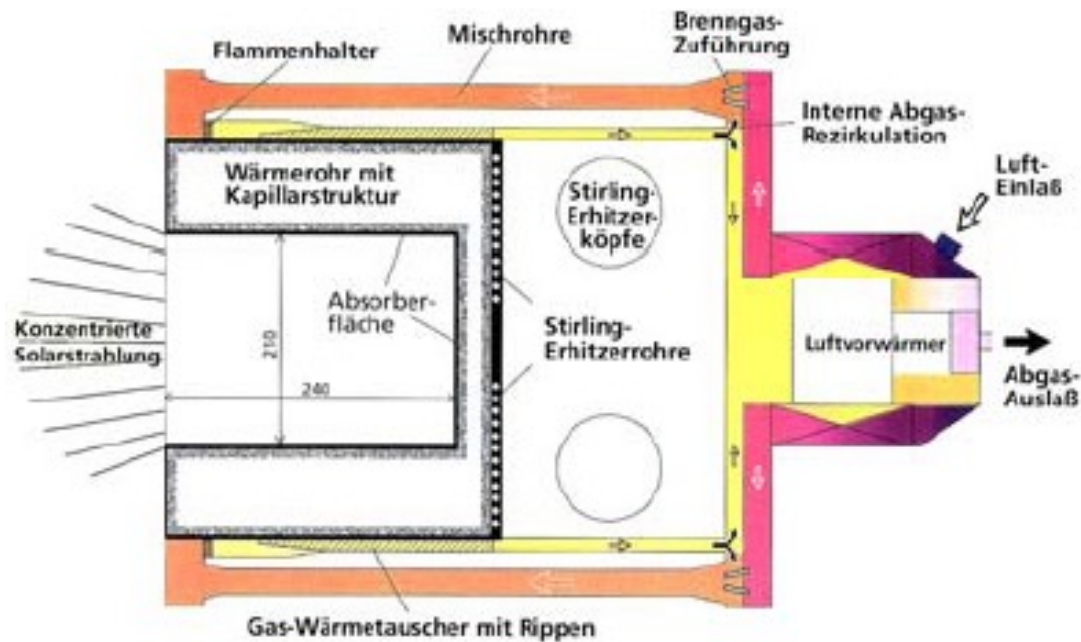 Flammenhalter
Mischrohre
Brenngas-
Zuführung
Interne Abgas-
Rezirkulation
Luft-
Einlaß
Wärmerohr mit
Kapillarstruktur
Stirling-
Erhitzer-
köpfe
Absorber-
fläche
210
240
Konzentrierte
Solarstrahlung
Stirling-
Erhitzerrohre
Luftvorwärmer
Abgas-
Auslaß
Gas-Wärmetauscher mit Rippen